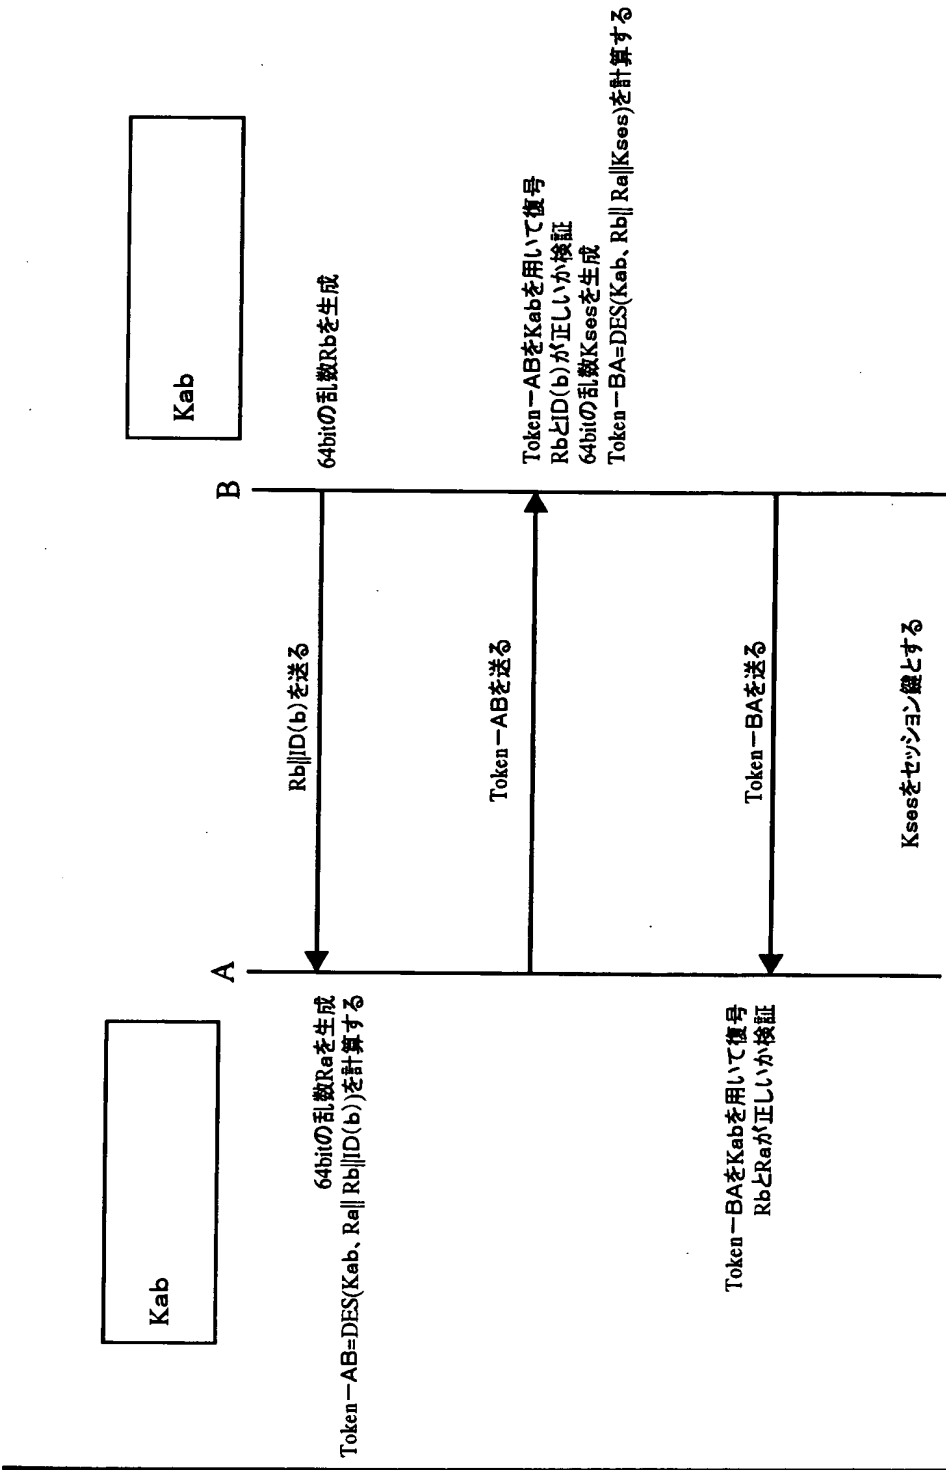 Kab
Kab
A
B
64bitの乱数Rbを生成
Rb||ID(b)を送る
64bitの乱数Raを生成
Token－AB=DES(Kab、Ra|| Rb||ID(b))を計算する
Token－ABを送る
Token－ABをKabを用いて復号
RbとID(b)が正しいか検証
64bitの乱数Ksesを生成
Token－BA=DES(Kab、Rb|| Ra||Kses)を計算する
Token－BAを送る
Token－BAをKabを用いて復号
RbとRaが正しいか検証
Ksesをセッション鍵とする